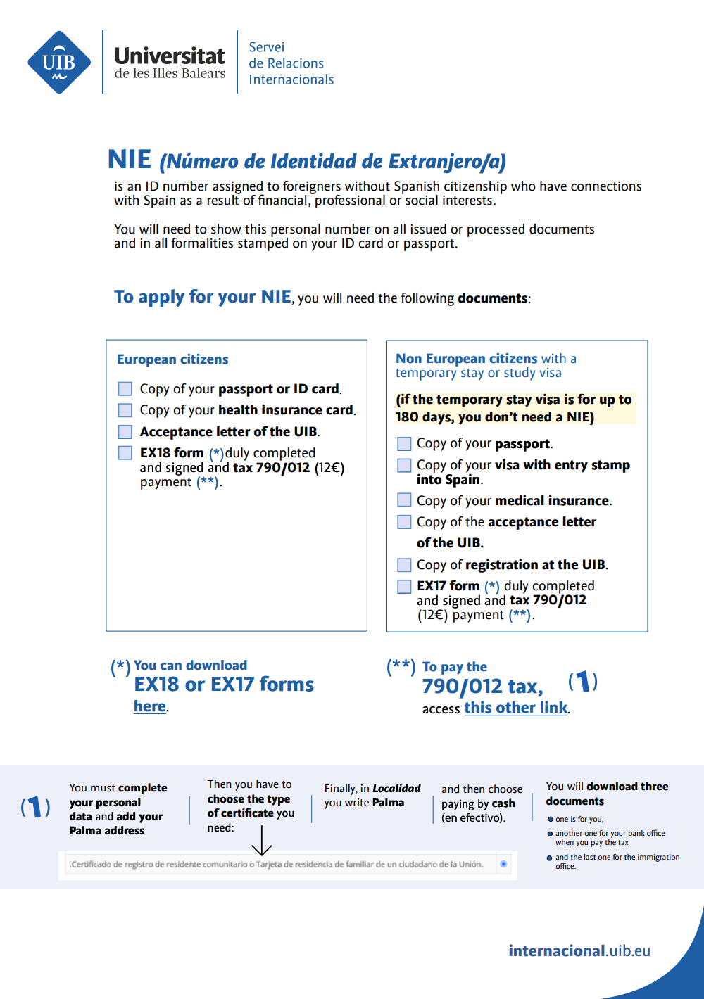 UIB
Universitat
de les Illes Balears
Servei
de Relacions
Internacionals
NIE (Número de Identidad de Extranjero/a)
is an ID number assigned to foreigners without Spanish citizenship who have connections
with Spain as a result of financial, professional or social interests.
You will need to show this personal number on all issued or processed documents
and in all formalities stamped on your ID card or passport.
To apply for your NIE, you will need the following documents:
European citizens
Copy of your passport or ID card.
Copy of your health insurance card.
Acceptance letter of the UIB.
EX18 form (*)duly completed
and signed and tax 790/012 (12€)
payment (**).
Non European citizens with a
temporary stay or study visa
(if the temporary stay visa is for up to
180 days, you don't need a NIE)
Copy of your passport.
Copy of your visa with entry stamp
into Spain.
Copy of your medical insurance.
Copy of the acceptance letter
of the UIB.
Copy of registration at the UIB.
EX17 form (*) duly completed
and signed and tax 790/012
(12€) payment (**).
(*) You can download
EX18 or EX17 forms
here.
(**) To pay the
790/012 tax, (1)
access this other link.
(1)
You must complete
your personal
data and add your
Palma address
Then you have to
choose the type
of certificate you
need:
.Certificado de registro de residente comunitario o Tarjeta de residencia de familiar de un ciudadano de la Unión.
Finally, in Localidad
you write Palma
and then choose
paying by cash
(en efectivo).
You will download three
documents
one is for you,
another one for your bank office
when you pay the tax
and the last one for the immigration
office.
internacional.uib.eu